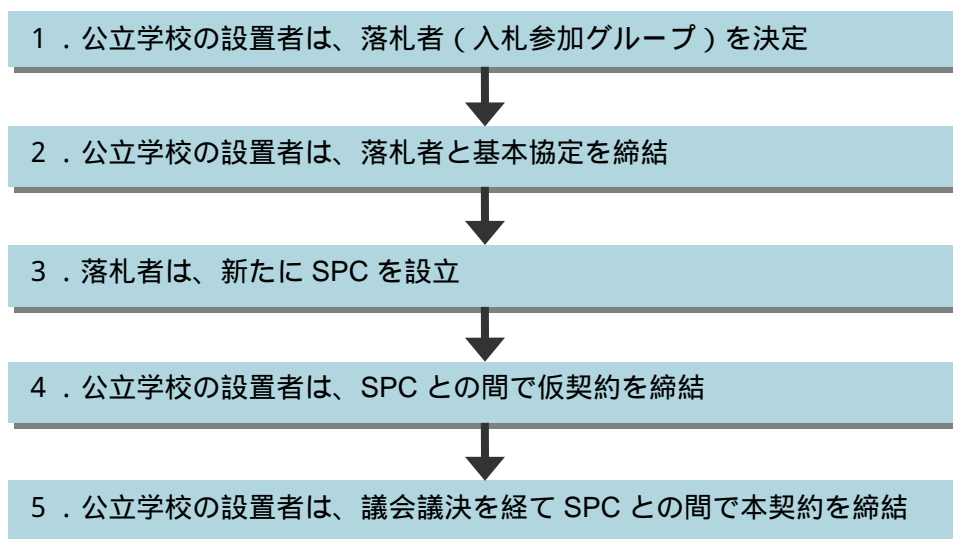 1．公立学校の設置者は、落札者（入札参加グループ）を決定
2．公立学校の設置者は、落札者と基本協定を締結
3．落札者は、新たに SPC を設立
4．公立学校の設置者は、SPC との間で仮契約を締結
5．公立学校の設置者は、議会議決を経て SPC との間で本契約を締結